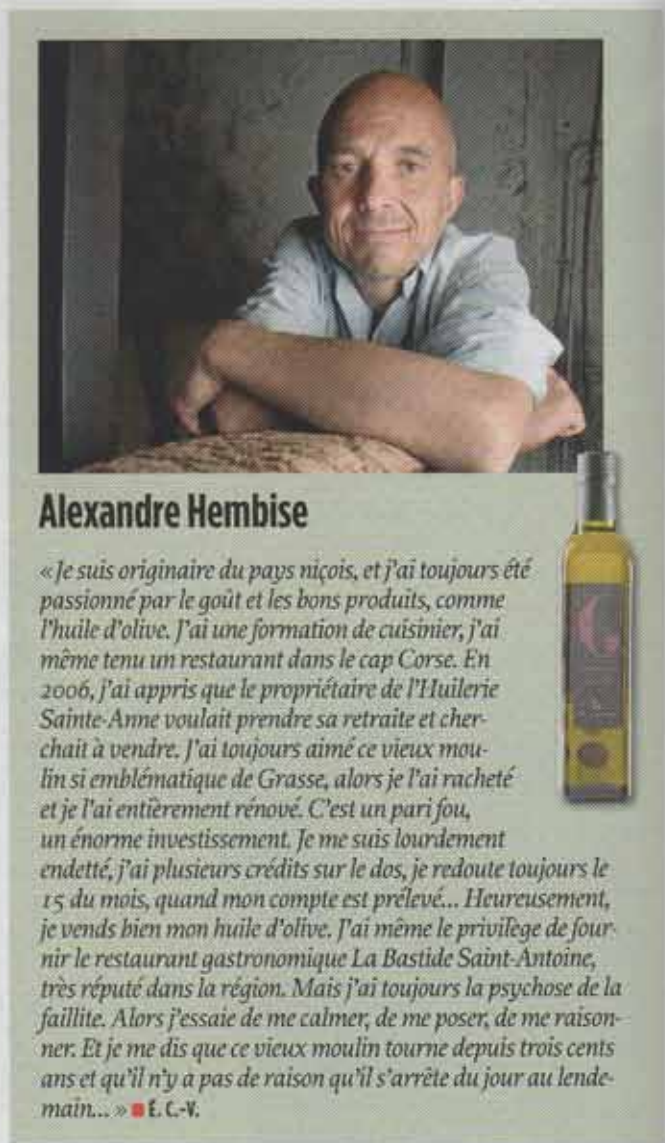 Alexandre Hembise
« Je suis originaire du pays niçois, et j'ai toujours été
passionné par le goût et les bons produits, comme
l'huile d'olive. J'ai une formation de cuisinier, j'ai
même tenu un restaurant dans le cap Corse. En
2006, j'ai appris que le propriétaire de l'Huilerie
Sainte-Anne voulait prendre sa retraite et cher-
chait à vendre. J'ai toujours aimé ce vieux mou-
lin si emblématique de Grasse, alors je l'ai racheté
et je l'ai entièrement rénové. C'est un pari fou,
un énorme investissement. Je me suis lourdement
endetté, j'ai plusieurs crédits sur le dos, je redoute toujours le
15 du mois, quand mon compte est prélevé... Heureusement,
je vends bien mon huile d'olive. J'ai même le privilège de four-
nir le restaurant gastronomique La Bastide Saint-Antoine,
très réputé dans la région. Mais j'ai toujours la psychose de la
faillite. Alors j'essaie de me calmer, de me poser, de me raison-
ner. Et je me dis que ce vieux moulin tourne depuis trois cents
ans et qu'il n'y a pas de raison qu'il s'arrête du jour au lende-
main... » ■ É. C.-V.